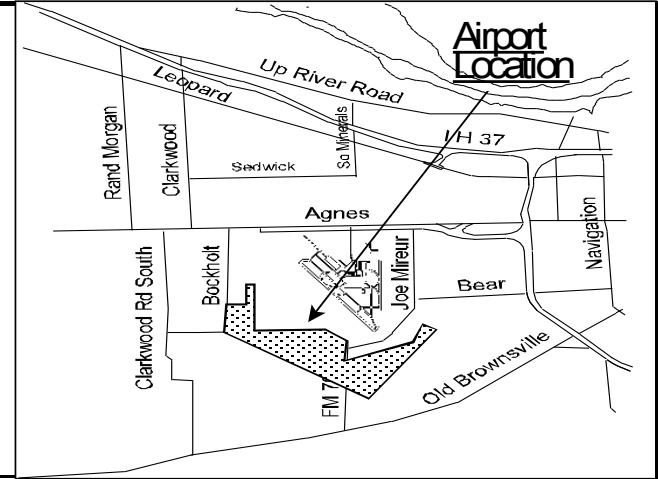 Airport
Location
Up River Road
Leopard
IH 37
Rand Morgan
Clarkwood
So Minerals
Sedwick
Agnes
Navigation
Clarkwood Rd South
Bockholt
Joe Mireur
Bear
Old Brownsville
FM